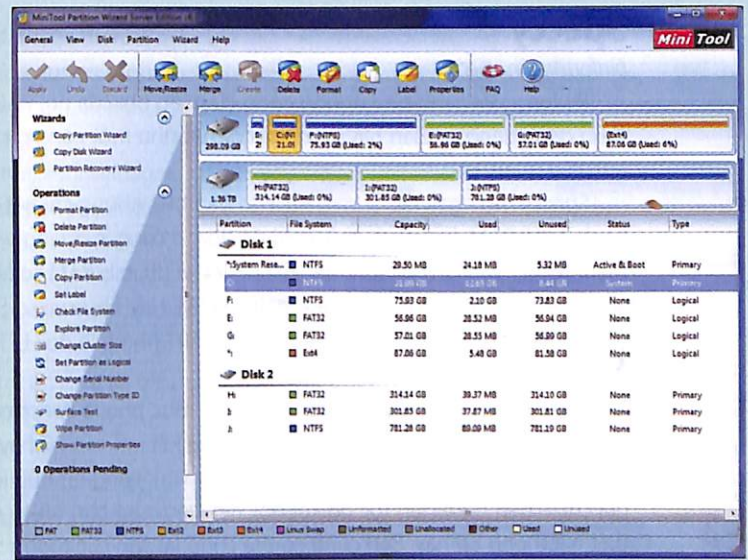 MiniTool Partition Wizard Server Edition
General View Disk Partition Wizard Help
Mini Tool
Apply Undo Discard Move/Resize Merge Create Delete Format Copy Label Properties FAQ Help
Wizards
Copy Partition Wizard
Copy Disk Wizard
Partition Recovery Wizard
Operations
Format Partition
Delete Partition
Move/Resize Partition
Merge Partition
Copy Partition
Set Label
Check File System
Explore Partition
Change Cluster Size
Set Partition as Logical
Change Serial Number
Change Partition Type ID
Surface Test
Wipe Partition
Show Partition Properties
0 Operations Pending
298.09 GB
C:(NT
21.0
F:(NTFS)
75.93 GB (Used: 2%)
E:(FAT32)
56.96 GB (Used: 0%)
G:(FAT32)
57.01 GB (Used: 0%)
(Ext4)
87.06 GB (Used: 6%)
1.36 TB
H:(FAT32)
314.14 GB (Used: 0%)
I:(FAT32)
301.85 GB (Used: 0%)
J:(NTFS)
781.28 GB (Used: 0%)
Partition File System Capacity Used Unused Status Type
Disk 1
*:System Rese... NTFS 29.50 MB 24.18 MB 5.32 MB Active & Boot Primary
C: NTFS System Primary
F: NTFS 75.93 GB 2.10 GB 73.83 GB None Logical
E: FAT32 56.96 GB 28.52 MB 56.94 GB None Logical
G: FAT32 57.01 GB 28.55 MB 56.99 GB None Logical
*: Ext4 87.06 GB 5.48 GB 81.58 GB None Logical
Disk 2
H: FAT32 314.14 GB 39.37 MB 314.10 GB None Primary
I: FAT32 301.85 GB 37.87 MB 301.81 GB None Primary
J: NTFS 781.28 GB 89.09 MB 781.19 GB None Primary
FAT FAT32 NTFS Ext2 Ext3 Ext4 Linux Swap Unformatted Unallocated Other Used Unused